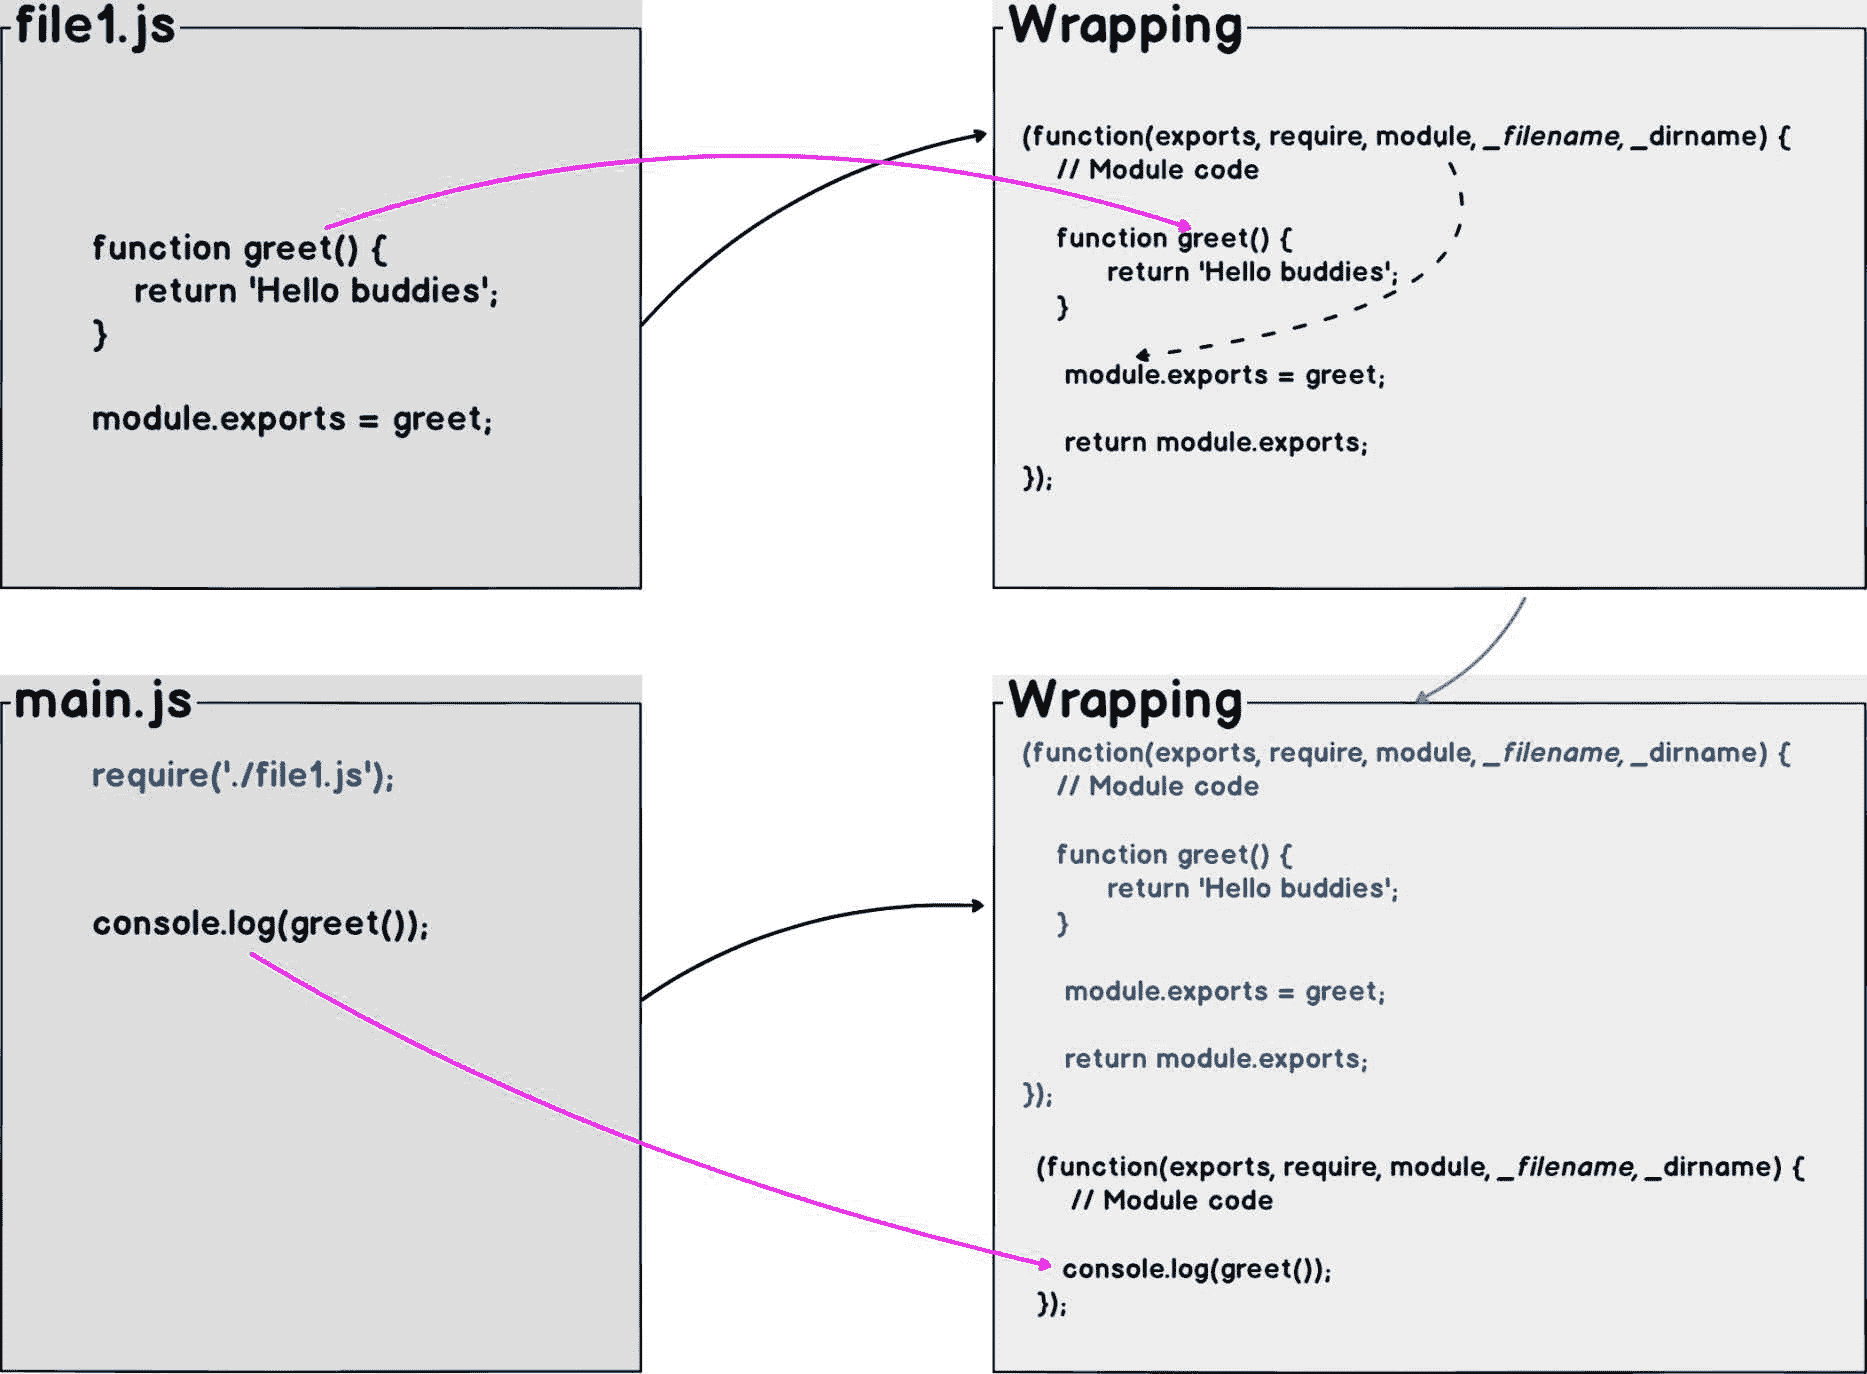 file1.js
function greet() {
return 'Hello buddies';
}
module.exports = greet;
Wrapping
(function(exports, require, module, _filename, _dirname) {
// Module code
function greet() {
return 'Hello buddies';
}
module.exports = greet;
return module.exports;
});
main.js
require('./file1.js');
console.log(greet());
Wrapping
(function(exports, require, module, _filename, _dirname) {
// Module code
function greet() {
return 'Hello buddies';
}
module.exports = greet;
return module.exports;
});
(function(exports, require, module, _filename, _dirname) {
// Module code
console.log(greet());
});